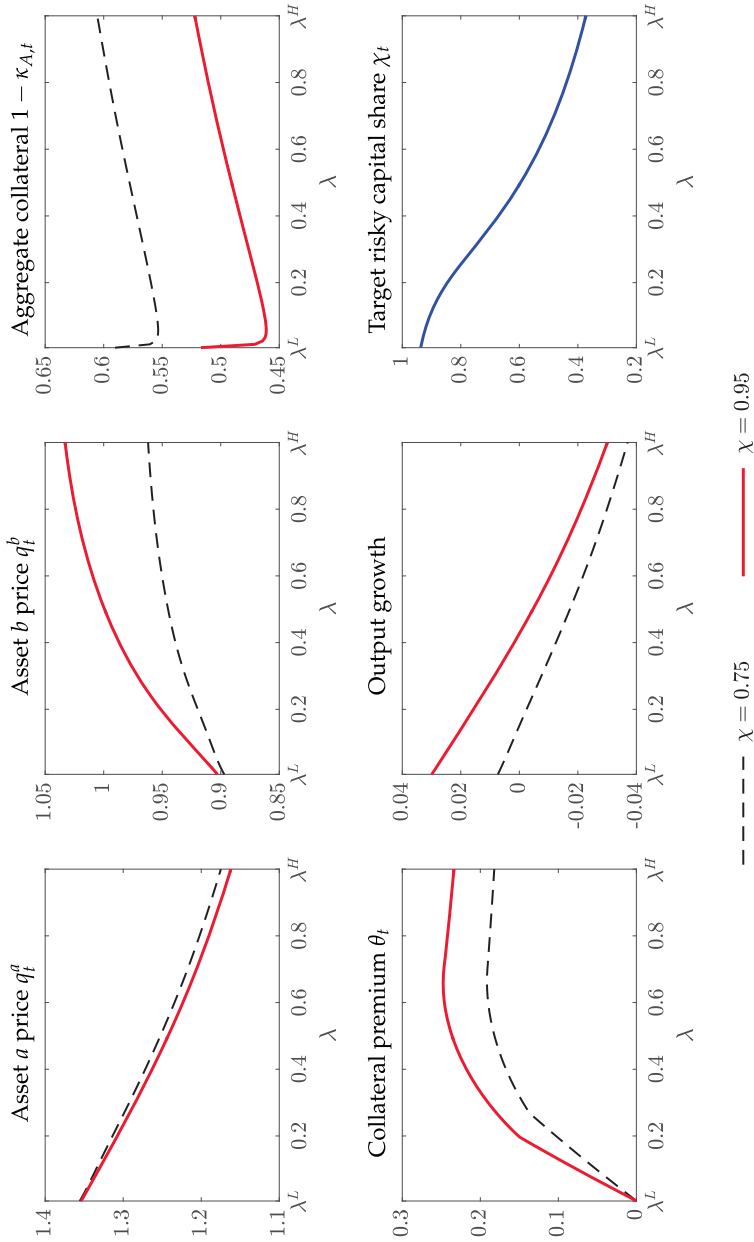 Asset a price q_t^a
1.4
1.3
1.2
1.1
λ^L 0.2 0.4 0.6 0.8 λ^H
λ
Asset b price q_t^b
1.05
1
0.95
0.9
0.85
λ^L 0.2 0.4 0.6 0.8 λ^H
λ
Aggregate collateral 1 − κ_{A,t}
0.65
0.6
0.55
0.5
0.45
λ^L 0.2 0.4 0.6 0.8 λ^H
λ
Collateral premium θ_t
0.3
0.2
0.1
0
λ^L 0.2 0.4 0.6 0.8 λ^H
λ
Output growth
0.04
0.02
0
-0.02
-0.04
λ^L 0.2 0.4 0.6 0.8 λ^H
λ
Target risky capital share χ_t
1
0.8
0.6
0.4
0.2
λ^L 0.2 0.4 0.6 0.8 λ^H
λ
χ = 0.75 χ = 0.95